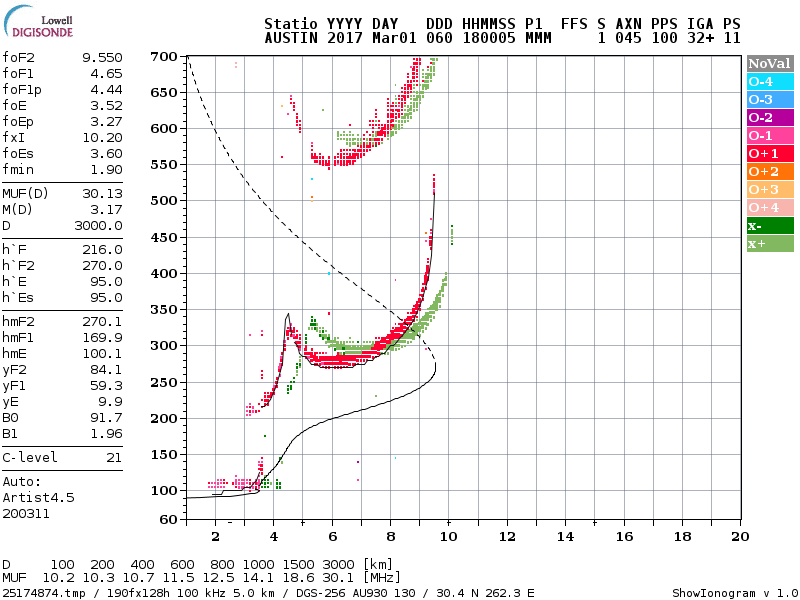 Lowell
DIGISONDE
Statio YYYY DAY DDD HHMMSS P1 FFS S AXN PPS IGA PS
AUSTIN 2017 Mar01 060 180005 MMM 1 045 100 32+ 11
foF2 9.550
foF1 4.65
foF1p 4.44
foE 3.52
foEp 3.27
fxI 10.20
foEs 3.60
fmin 1.90
MUF(D) 30.13
M(D) 3.17
D 3000.0
h`F 216.0
h`F2 270.0
h`E 95.0
h`Es 95.0
hmF2 270.1
hmF1 169.9
hmE 100.1
yF2 84.1
yF1 59.3
yE 9.9
B0 91.7
B1 1.96
C-level 21
Auto:
Artist4.5
200311
700
650
600
550
500
450
400
350
300
250
200
150
100
60
2 4 6 8 10 12 14 16 18 20
NoVal
O-4
O-3
O-2
O-1
O+1
O+2
O+3
O+4
X-
X+
D 100 200 400 600 800 1000 1500 3000 [km]
MUF 10.2 10.3 10.7 11.5 12.5 14.1 18.6 30.1 [MHz]
25174874.tmp / 190fx128h 100 kHz 5.0 km / DGS-256 AU930 130 / 30.4 N 262.3 E
ShowIonogram v 1.0